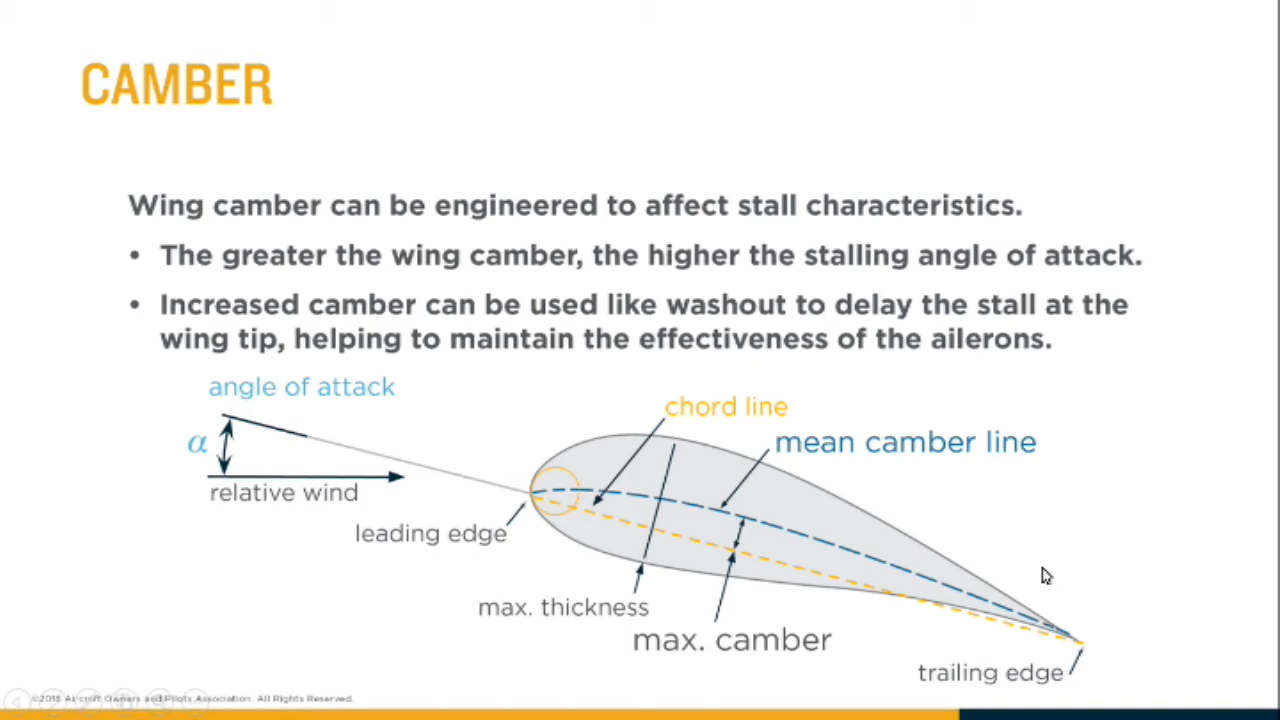 CAMBER
Wing camber can be engineered to affect stall characteristics.
• The greater the wing camber, the higher the stalling angle of attack.
• Increased camber can be used like washout to delay the stall at the
wing tip, helping to maintain the effectiveness of the ailerons.
angle of attack
chord line
α
mean camber line
relative wind
leading edge
max. thickness
max. camber
trailing edge
©2018 Aircraft Owners and Pilots Association. All Rights Reserved.